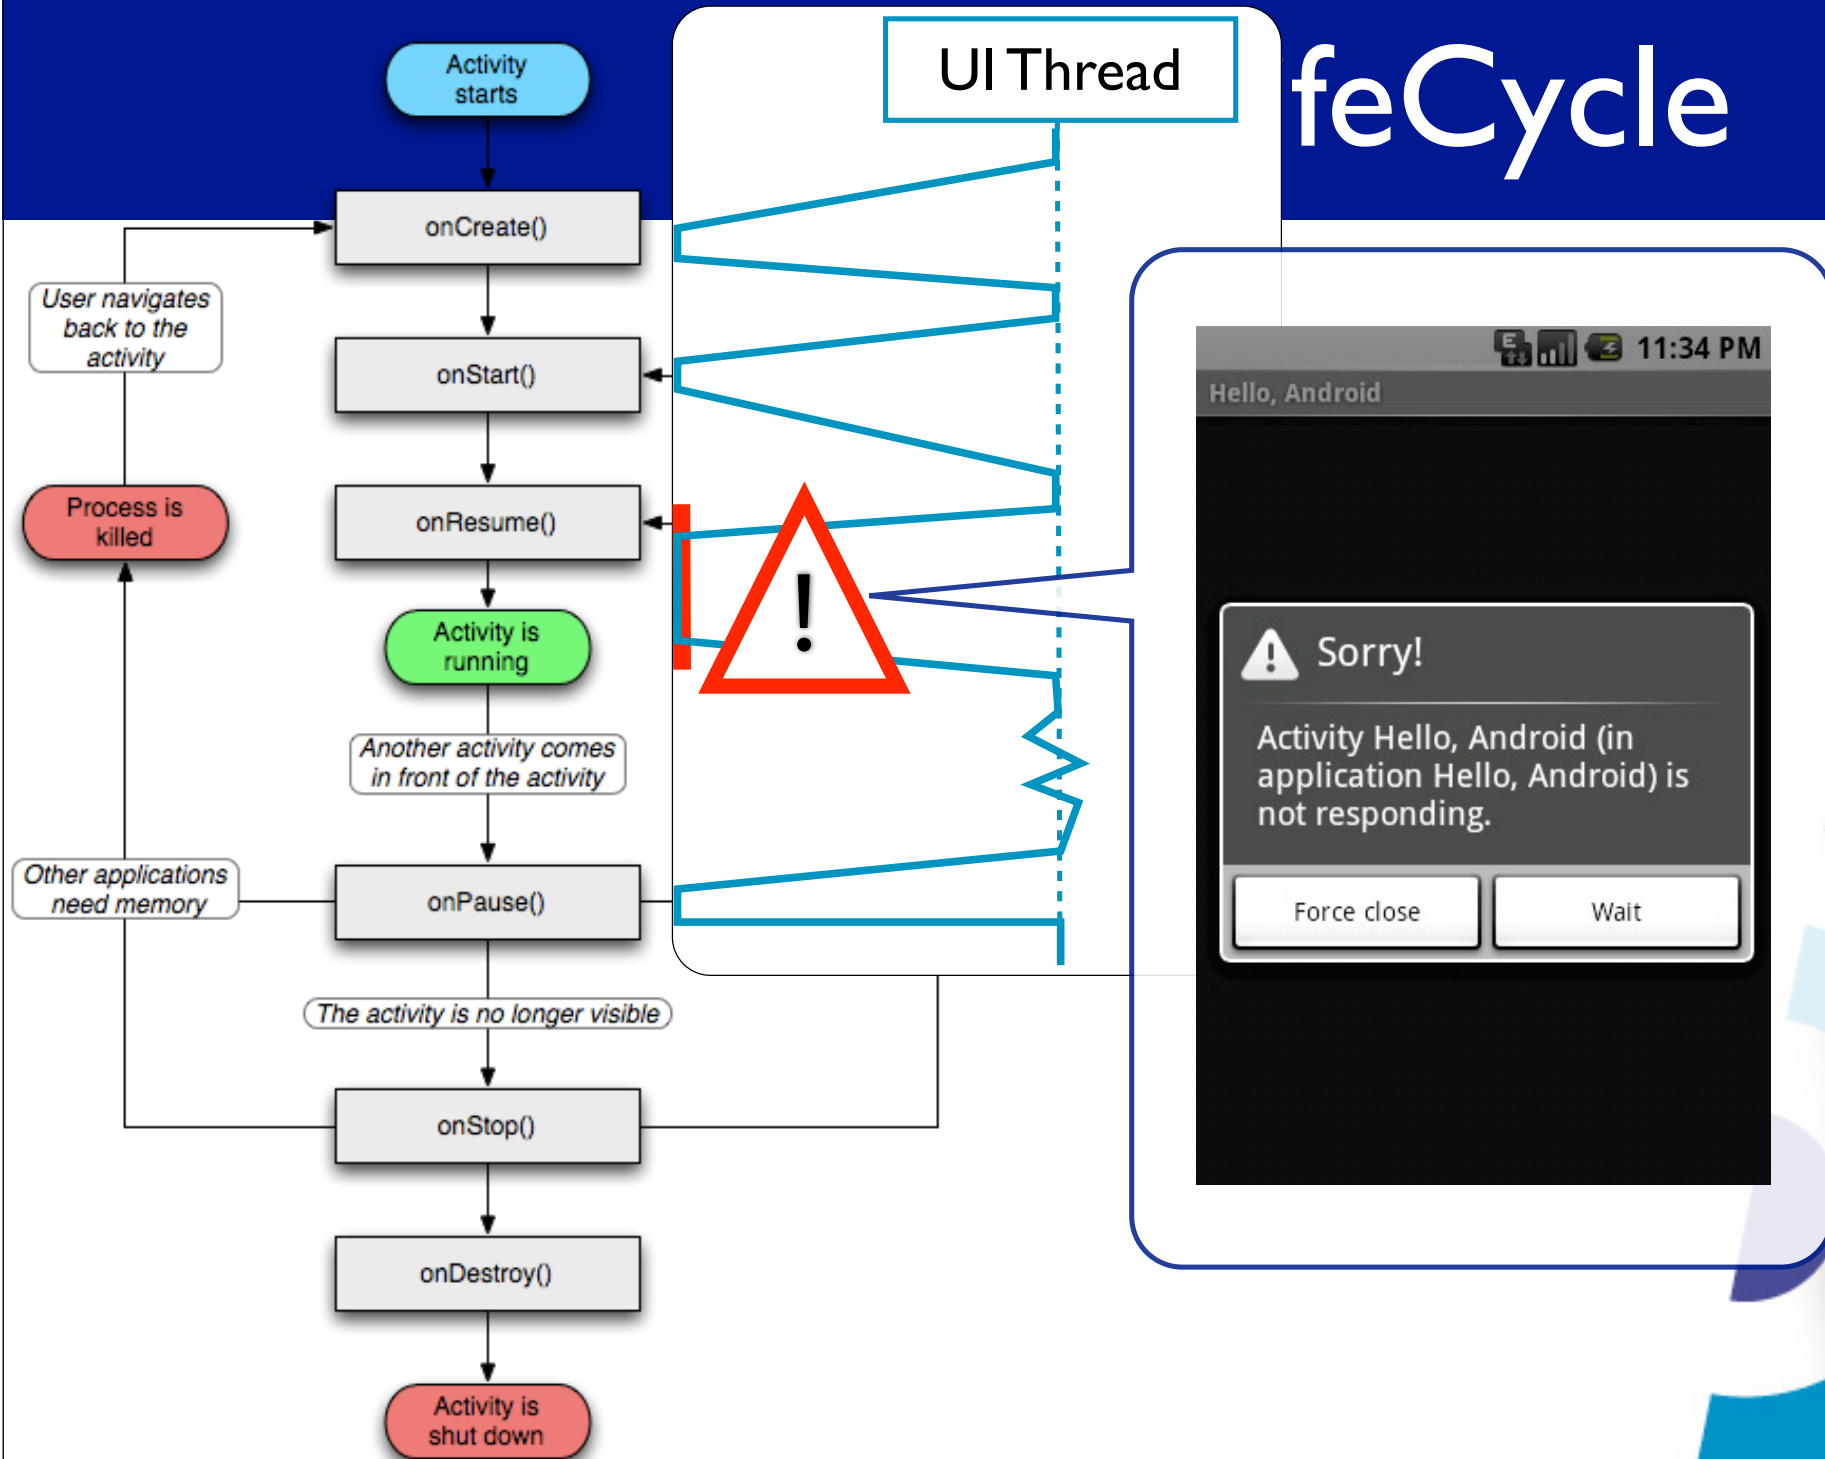 UI Thread
feCycle
Activity
starts
onCreate()
User navigates
back to the
activity
onStart()
Process is
killed
onResume()
Activity is
running
!
Another activity comes
in front of the activity
Other applications
need memory
onPause()
The activity is no longer visible
onStop()
onDestroy()
Activity is
shut down
E
11:34 PM
Hello, Android
Sorry!
Activity Hello, Android (in
application Hello, Android) is
not responding.
Force close
Wait